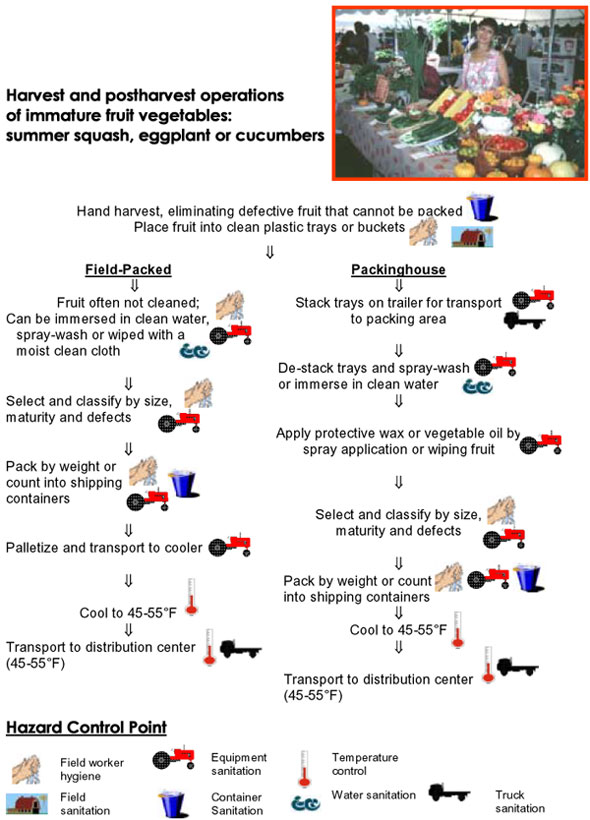 Harvest and postharvest operations
of immature fruit vegetables:
summer squash, eggplant or cucumbers
Hand harvest, eliminating defective fruit that cannot be packed
Place fruit into clean plastic trays or buckets
⇓
Field-Packed
⇓
Fruit often not cleaned;
Can be immersed in clean water,
spray-wash or wiped with a
moist clean cloth
⇓
Select and classify by size,
maturity and defects
⇓
Pack by weight or
count into shipping
containers
⇓
Palletize and transport to cooler
⇓
Cool to 45-55°F
⇓
Transport to distribution center
(45-55°F)
Packinghouse
⇓
Stack trays on trailer for transport
to packing area
⇓
De-stack trays and spray-wash
or immerse in clean water
⇓
Apply protective wax or vegetable oil by
spray application or wiping fruit
⇓
Select and classify by size,
maturity and defects
⇓
Pack by weight or count
into shipping containers
⇓
Cool to 45-55°F
⇓
Transport to distribution center
(45-55°F)
Hazard Control Point
Field worker
hygiene
Equipment
sanitation
Temperature
control
Field
sanitation
Container
Sanitation
Water sanitation
Truck
sanitation